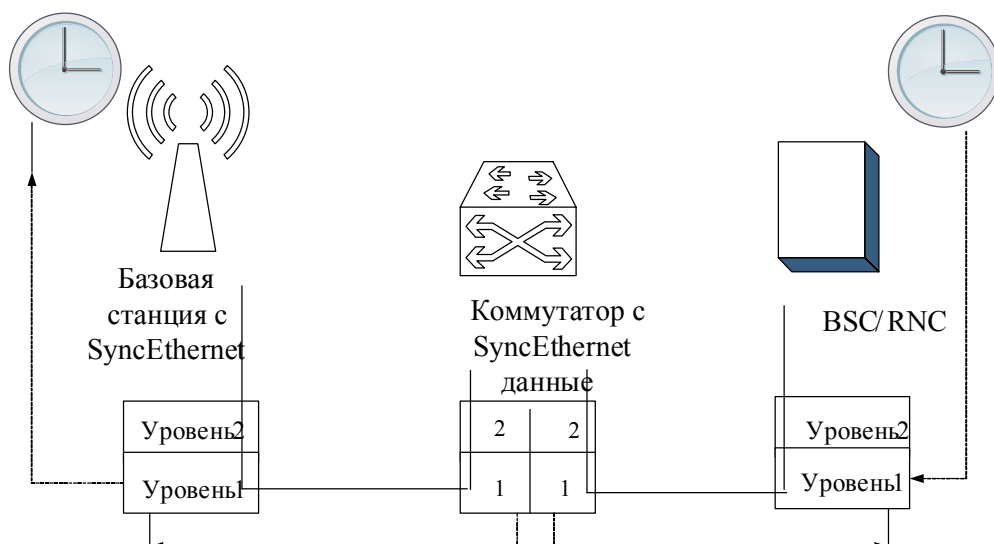 Базовая
станция с
SyncEthernet
Коммутатор с
SyncEthernet
данные
BSC/RNC
Уровень2
2 2
Уровень2
Уровень1
1 1
Уровень1